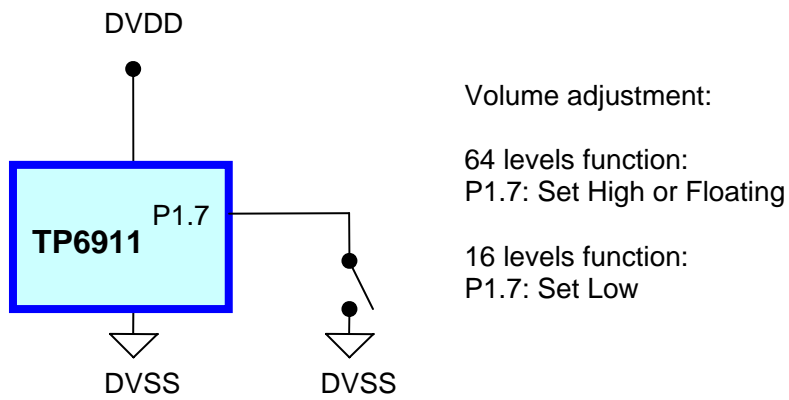 DVDD
P1.7
TP6911
DVSS
DVSS
Volume adjustment:
64 levels function:
P1.7: Set High or Floating
16 levels function:
P1.7: Set Low